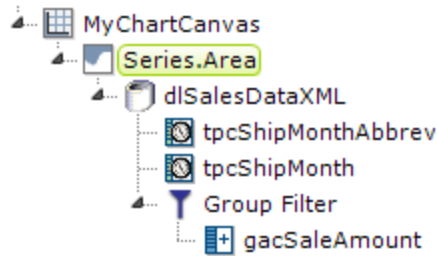 MyChartCanvas
Series.Area
dlSalesDataXML
tpcShipMonthAbbrev
tpcShipMonth
Group Filter
gacSaleAmount